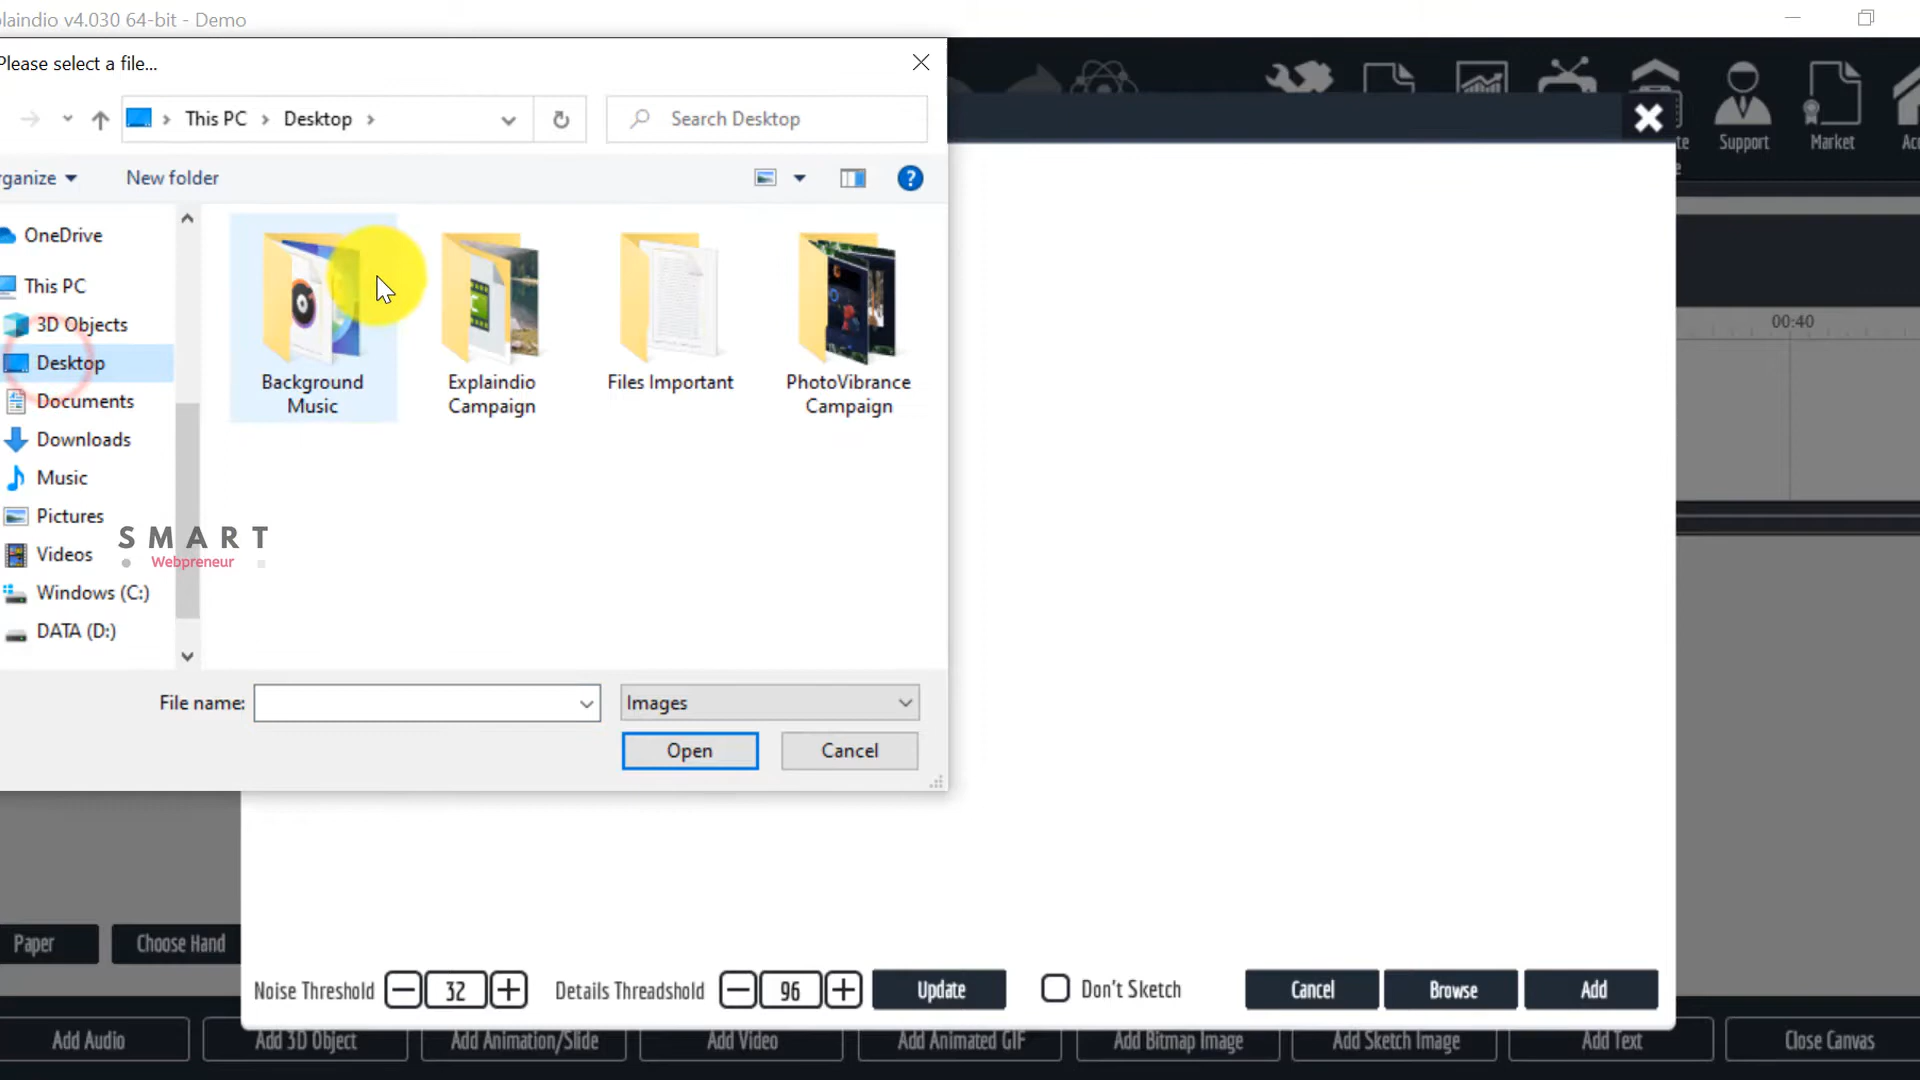 laindio v4.030 64-bit - Demo
Please select a file...
This PC
Desktop
Search Desktop
rganize
New folder
OneDrive
This PC
3D Objects
Desktop
Documents
Downloads
Music
Pictures
Videos
Windows (C:)
DATA (D:)
Background
Music
Explaindio
Campaign
Files Important
PhotoVibrance
Campaign
SMART
Webpreneur
File name:
Images
Open
Cancel
te
e
Support
Market
Acc
00:40
Paper
Choose Hand
Noise Threshold
32
Details Threadshold
96
Update
Don't Sketch
Cancel
Browse
Add
Add Audio
Add 3D Object
Add Animation/Slide
Add Video
Add Animated GIF
Add Bitmap Image
Add Sketch Image
Add Text
Close Canvas